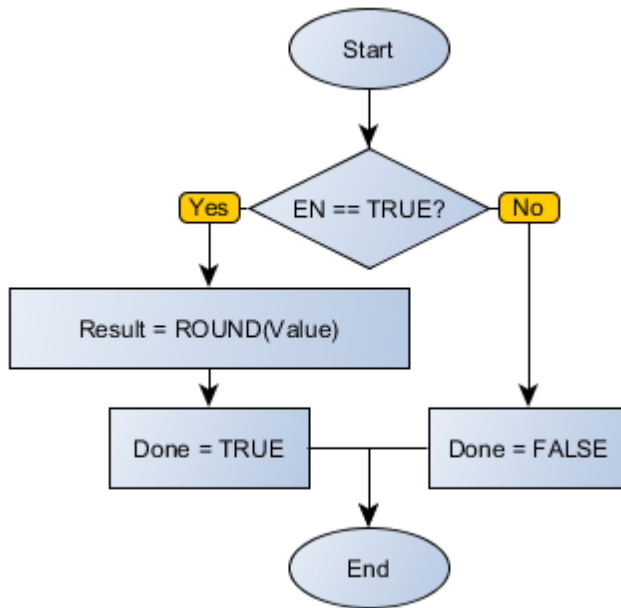 Start
EN == TRUE?
Yes
No
Result = ROUND(Value)
Done = TRUE
Done = FALSE
End